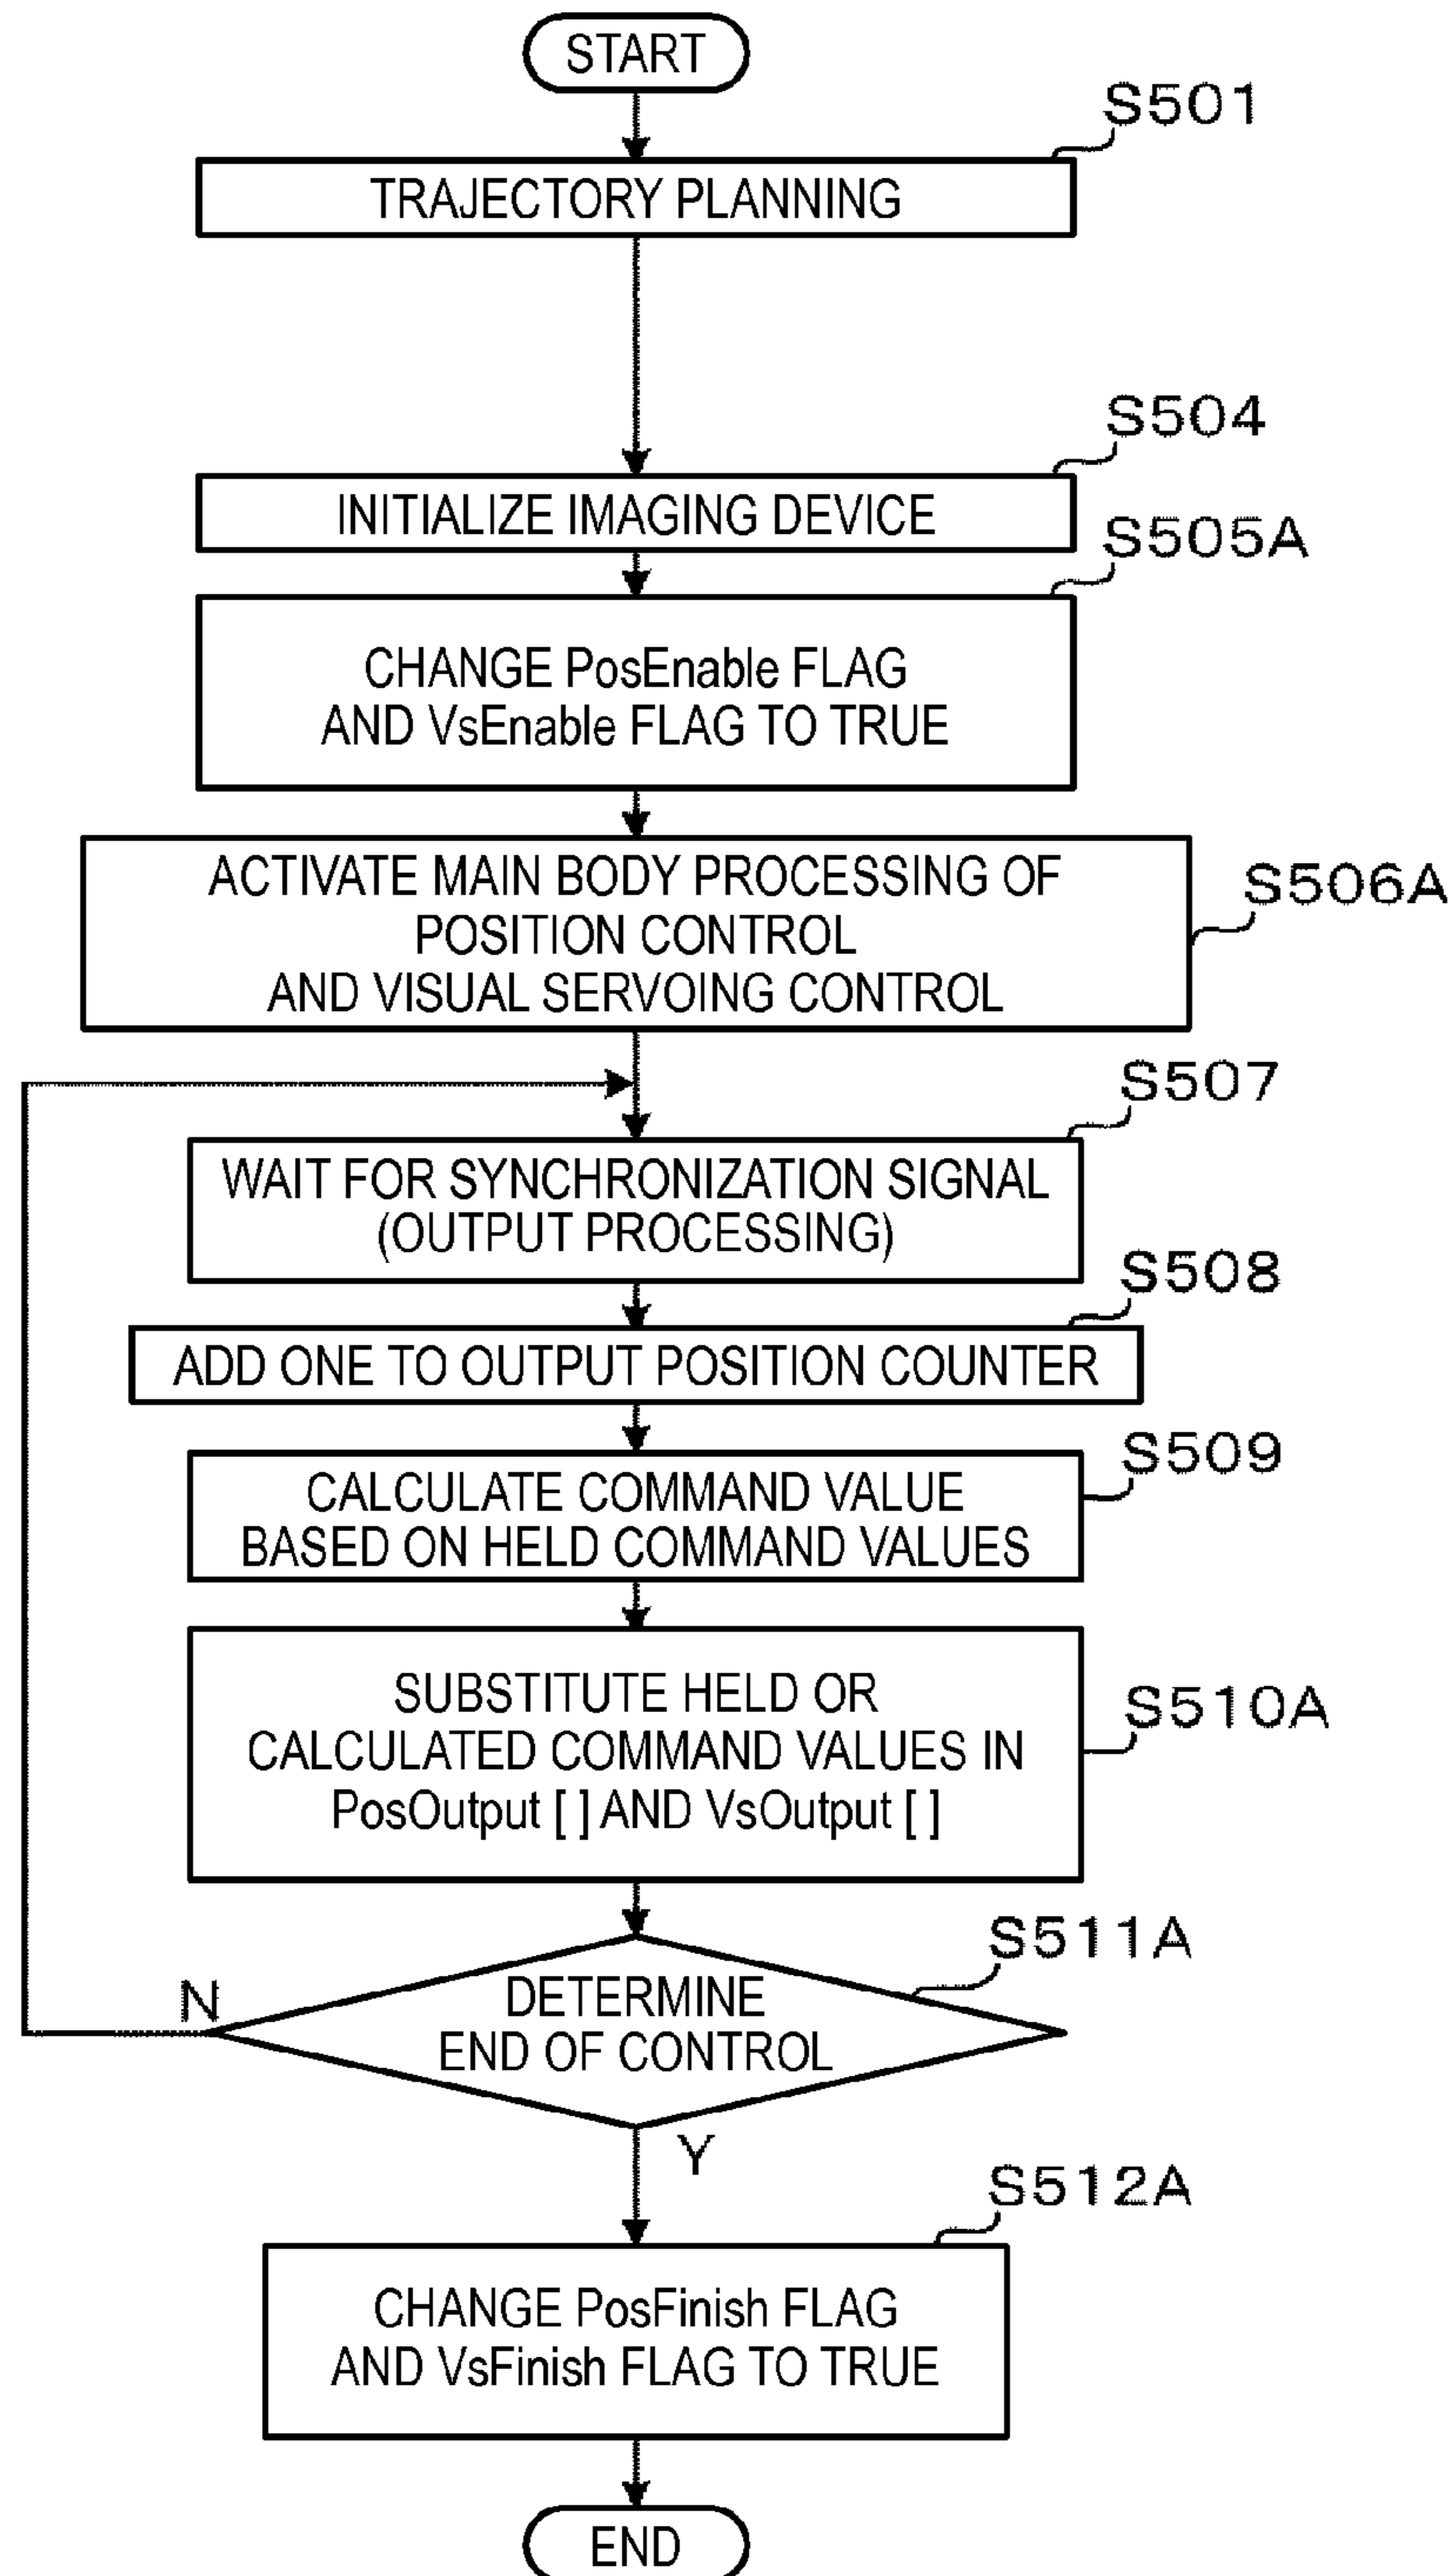 START
S501
TRAJECTORY PLANNING
S504
INITIALIZE IMAGING DEVICE
S505A
CHANGE PosEnable FLAG
AND VsEnable FLAG TO TRUE
S506A
ACTIVATE MAIN BODY PROCESSING OF
POSITION CONTROL
AND VISUAL SERVOING CONTROL
S507
WAIT FOR SYNCHRONIZATION SIGNAL
(OUTPUT PROCESSING)
S508
ADD ONE TO OUTPUT POSITION COUNTER
S509
CALCULATE COMMAND VALUE
BASED ON HELD COMMAND VALUES
S510A
SUBSTITUTE HELD OR
CALCULATED COMMAND VALUES IN
PosOutput [ ] AND VsOutput [ ]
S511A
N
DETERMINE
END OF CONTROL
Y
S512A
CHANGE PosFinish FLAG
AND VsFinish FLAG TO TRUE
END